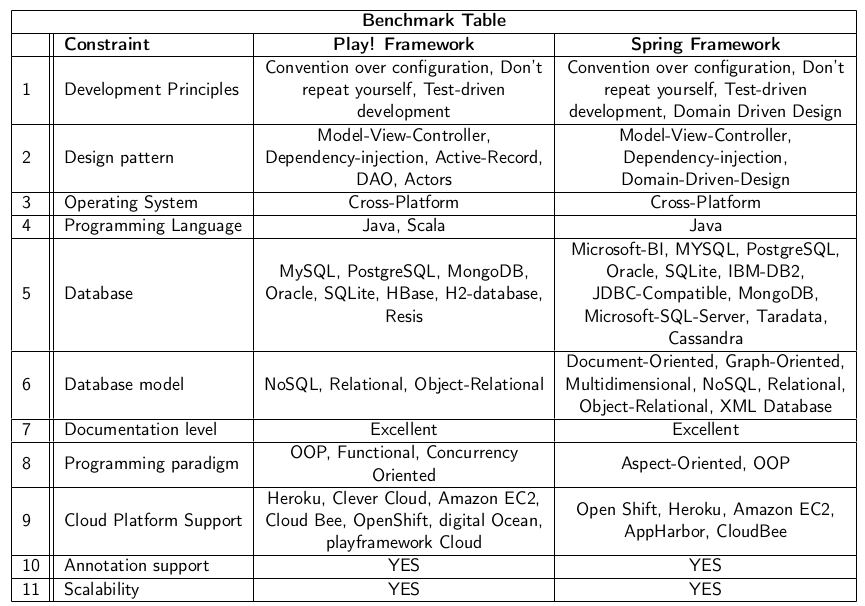 Benchmark Table
Constraint Play! Framework Spring Framework
1 Development Principles
Convention over configuration, Don't
repeat yourself, Test-driven
development
Convention over configuration, Don't
repeat yourself, Test-driven
development, Domain Driven Design
2 Design pattern
Model-View-Controller,
Dependency-injection, Active-Record,
DAO, Actors
Model-View-Controller,
Dependency-injection,
Domain-Driven-Design
3 Operating System Cross-Platform Cross-Platform
4 Programming Language Java, Scala Java
5 Database
MySQL, PostgreSQL, MongoDB,
Oracle, SQLite, HBase, H2-database,
Resis
Microsoft-BI, MYSQL, PostgreSQL,
Oracle, SQLite, IBM-DB2,
JDBC-Compatible, MongoDB,
Microsoft-SQL-Server, Taradata,
Cassandra
6 Database model
NoSQL, Relational, Object-Relational
Document-Oriented, Graph-Oriented,
Multidimensional, NoSQL, Relational,
Object-Relational, XML Database
7 Documentation level Excellent Excellent
8 Programming paradigm
OOP, Functional, Concurrency
Oriented
Aspect-Oriented, OOP
9 Cloud Platform Support
Heroku, Clever Cloud, Amazon EC2,
Cloud Bee, OpenShift, digital Ocean,
playframework Cloud
Open Shift, Heroku, Amazon EC2,
AppHarbor, CloudBee
10 Annotation support YES YES
11 Scalability YES YES